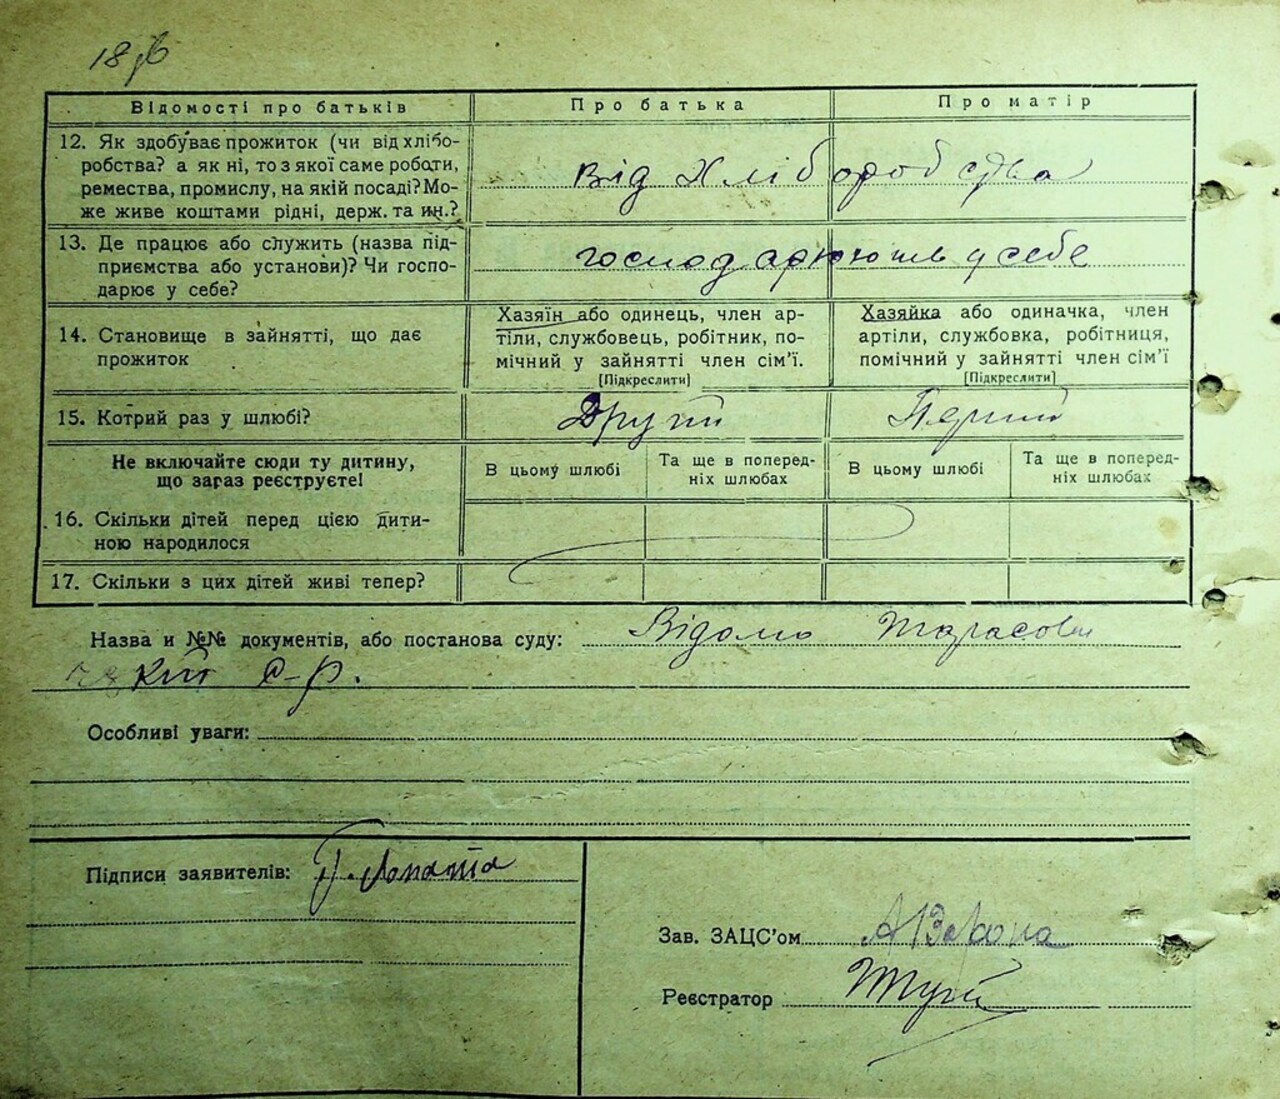 18
Відомості про батьків Про батька Про матір
12. Як здобуває прожиток (чи від хлібо-
робства? а як ні, то з якої саме роботи,
ремества, промислу, на якій посаді? Мо-
же живе коштами рідні, держ. та ин.?
від хліборобства
13. Де працює або служить (назва під-
приємства або установи)? Чи госпо-
дарює у себе?
господарюють у себе
14. Становище в зайнятті, що дає
прожиток
Хазяїн або одинець, член ар-
тіли, службовець, робітник, по-
мічний у зайнятті член сім'ї.
[Підкреслити]
Хазяйка або одиначка, член
артіли, службовка, робітниця,
помічний у зайнятті член сім'ї
[Підкреслити]
15. Котрий раз у шлюбі? Другий Перший
Не включайте сюди ту дитину,
що зараз реєструєте!
В цьому шлюбі
Та ще в поперед-
ніх шлюбах
В цьому шлюбі
Та ще в поперед-
ніх шлюбах
16. Скільки дітей перед цією дити-
ною народилося
17. Скільки з цих дітей живі тепер?
Назва и №№ документів, або постанова суду: Відомо
С-р.
Особливі уваги:
Підписи заявителів: Лопата
Зав. ЗАЦС'ом
Реєстратор